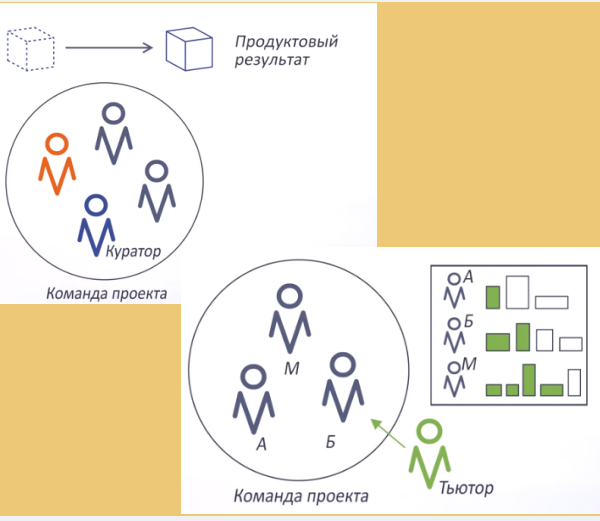 Продуктовый
результат
Куратор
Команда проекта
А
Б
М
М
А
Б
Тьютор
Команда проекта